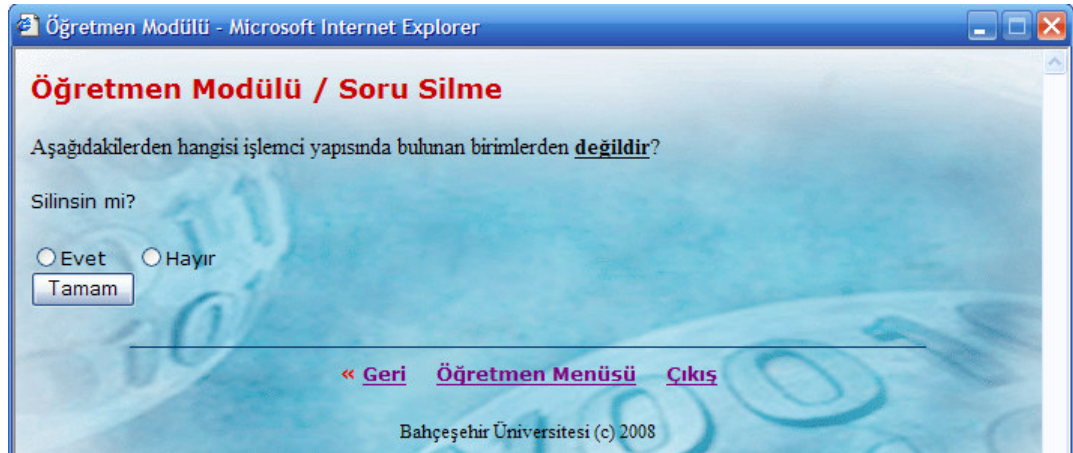 Öğretmen Modülü - Microsoft Internet Explorer
Öğretmen Modülü / Soru Silme
Aşağıdakilerden hangisi işlemci yapısında bulunan birimlerden değildir?
Silinsin mi?
Evet Hayır
Tamam
« Geri Öğretmen Menüsü Çıkış
Bahçeşehir Üniversitesi (c) 2008